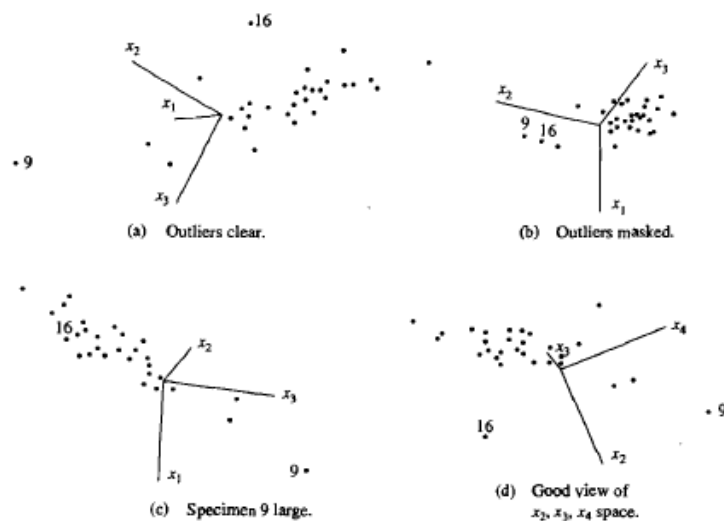 16
x2
x1
9
x3
(a) Outliers clear.
x3
x2
9 16
x1
(b) Outliers masked.
16
x2
x3
x1
9
(c) Specimen 9 large.
x4
x3
16
9
x2
(d) Good view of
x2, x3, x4 space.